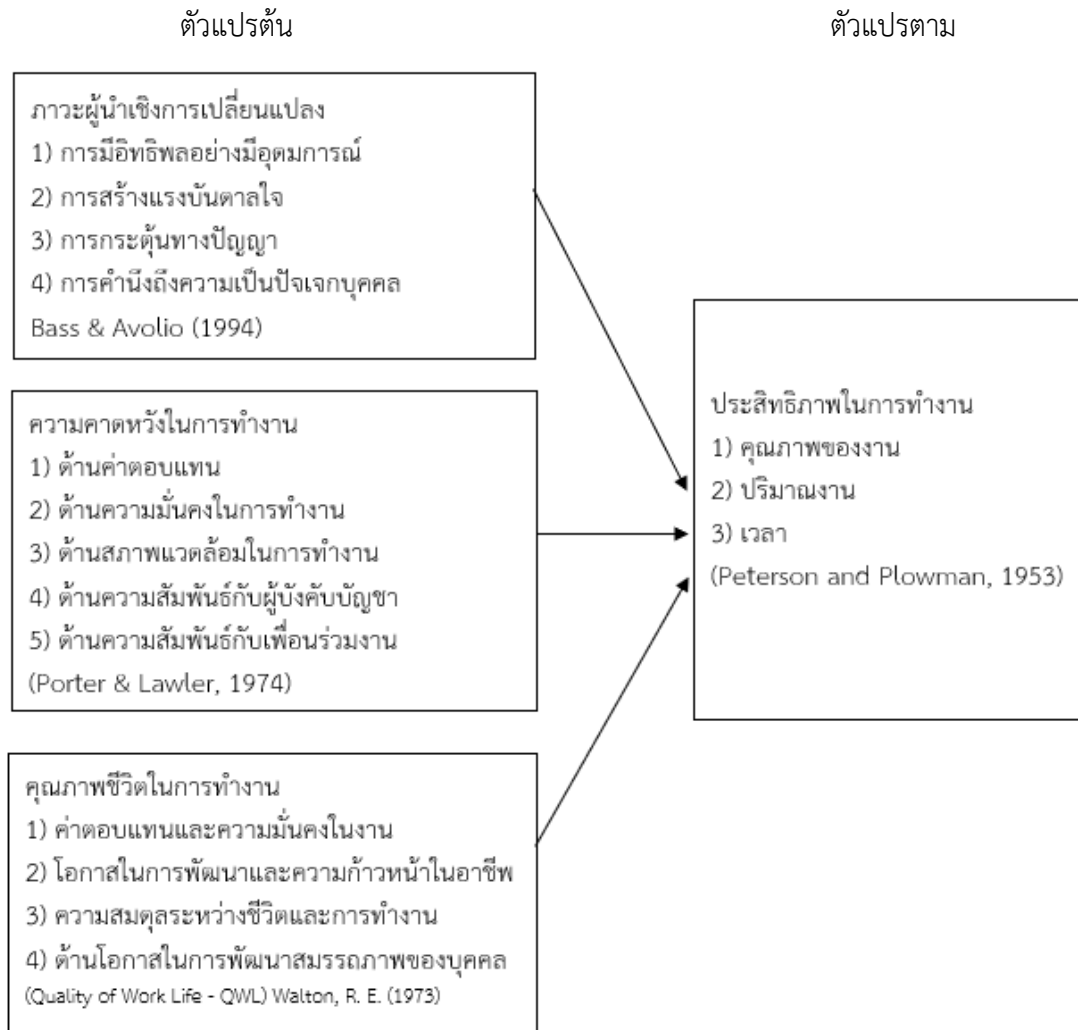 ตัวแปรต้น
ตัวแปรตาม
ภาวะผู้นำเชิงการเปลี่ยนแปลง
1) การมีอิทธิพลอย่างมีอุดมการณ์
2) การสร้างแรงบันดาลใจ
3) การกระตุ้นทางปัญญา
4) การคำนึงถึงความเป็นปัจเจกบุคคล
Bass & Avolio (1994)
ความคาดหวังในการทำงาน
1) ด้านค่าตอบแทน
2) ด้านความมั่นคงในการทำงาน
3) ด้านสภาพแวดล้อมในการทำงาน
4) ด้านความสัมพันธ์กับผู้บังคับบัญชา
5) ด้านความสัมพันธ์กับเพื่อนร่วมงาน
(Porter & Lawler, 1974)
คุณภาพชีวิตในการทำงาน
1) ค่าตอบแทนและความมั่นคงในงาน
2) โอกาสในการพัฒนาและความก้าวหน้าในอาชีพ
3) ความสมดุลระหว่างชีวิตและการทำงาน
4) ด้านโอกาสในการพัฒนาสมรรถภาพของบุคคล
(Quality of Work Life - QWL) Walton, R. E. (1973)
ประสิทธิภาพในการทำงาน
1) คุณภาพของงาน
2) ปริมาณงาน
3) เวลา
(Peterson and Plowman, 1953)